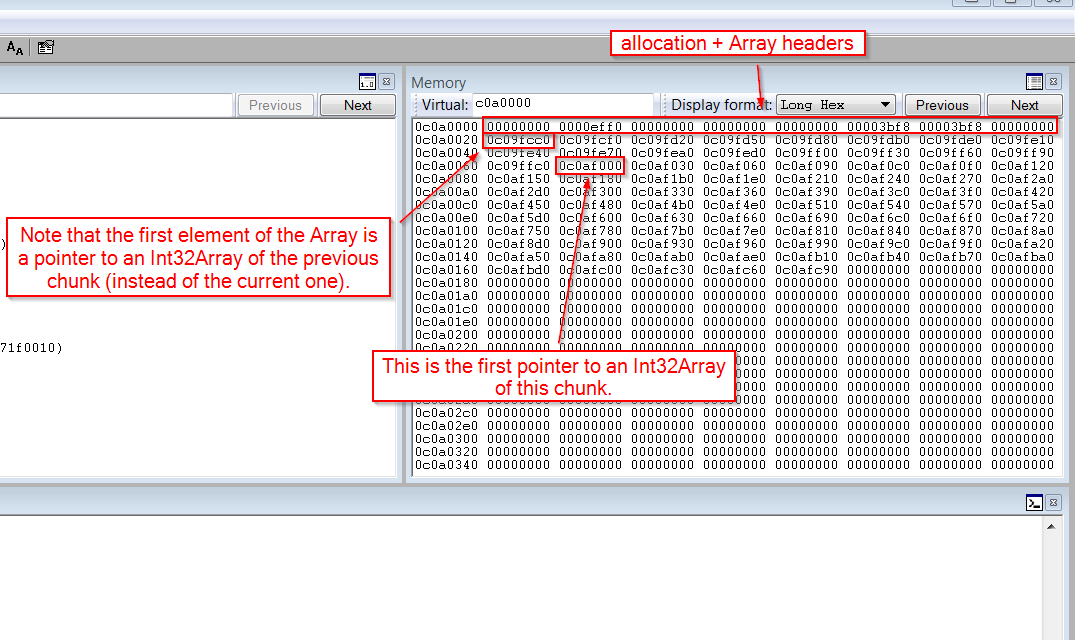 allocation + Array headers
Memory
Previous Next Virtual: c0a0000 Display format: Long Hex Previous Next
0c0a0000 00000000 0000eff0 00000000 00000000 00000000 00003bf8 00003bf8 00000000
0c0a0020 0c09fcc0 0c09fcf0 0c09fd20 0c09fd50 0c09fd80 0c09fdb0 0c09fde0 0c09fe10
0c0a0040 0c09fe40 0c09fe70 0c09fea0 0c09fed0 0c09ff00 0c09ff30 0c09ff60 0c09ff90
0c0a0060 0c09ffc0 0c0af000 0c0af030 0c0af060 0c0af090 0c0af0c0 0c0af0f0 0c0af120
0c0a0080 0c0af150 0c0af180 0c0af1b0 0c0af1e0 0c0af210 0c0af240 0c0af270 0c0af2a0
0c0a00a0 0c0af2d0 0c0af300 0c0af330 0c0af360 0c0af390 0c0af3c0 0c0af3f0 0c0af420
0c0a00c0 0c0af450 0c0af480 0c0af4b0 0c0af4e0 0c0af510 0c0af540 0c0af570 0c0af5a0
0c0a00e0 0c0af5d0 0c0af600 0c0af630 0c0af660 0c0af690 0c0af6c0 0c0af6f0 0c0af720
0c0a0100 0c0af750 0c0af780 0c0af7b0 0c0af7e0 0c0af810 0c0af840 0c0af870 0c0af8a0
0c0a0120 0c0af8d0 0c0af900 0c0af930 0c0af960 0c0af990 0c0af9c0 0c0af9f0 0c0afa20
0c0a0140 0c0afa50 0c0afa80 0c0afab0 0c0afae0 0c0afb10 0c0afb40 0c0afb70 0c0afba0
0c0a0160 0c0afbd0 0c0afc00 0c0afc30 0c0afc60 0c0afc90 00000000 00000000 00000000
0c0a0180 00000000 00000000 00000000 00000000 00000000 00000000 00000000 00000000
0c0a01a0 00000000 00000000 00000000 00000000 00000000 00000000 00000000 00000000
0c0a01c0 00000000 00000000 00000000 00000000 00000000 00000000 00000000 00000000
0c0a01e0 00000000 00000000 00000000 00000000 00000000 00000000 00000000 00000000
0c0a0200 00000000 00000000 00000000 00000000 00000000 00000000 00000000 00000000
0c0a0220 00000000 00000000 00000000 00000000 00000000 00000000 00000000 00000000
Note that the first element of the Array is
a pointer to an Int32Array of the previous
chunk (instead of the current one).
71f0010)
This is the first pointer to an Int32Array
of this chunk.
00000000 00000000 00000000 00000000
00000000 00000000 00000000 00000000
00000000 00000000 00000000 00000000
00000000 00000000 00000000 00000000
0c0a02c0 00000000 00000000 00000000 00000000 00000000 00000000 00000000 00000000
0c0a02e0 00000000 00000000 00000000 00000000 00000000 00000000 00000000 00000000
0c0a0300 00000000 00000000 00000000 00000000 00000000 00000000 00000000 00000000
0c0a0320 00000000 00000000 00000000 00000000 00000000 00000000 00000000 00000000
0c0a0340 00000000 00000000 00000000 00000000 00000000 00000000 00000000 00000000